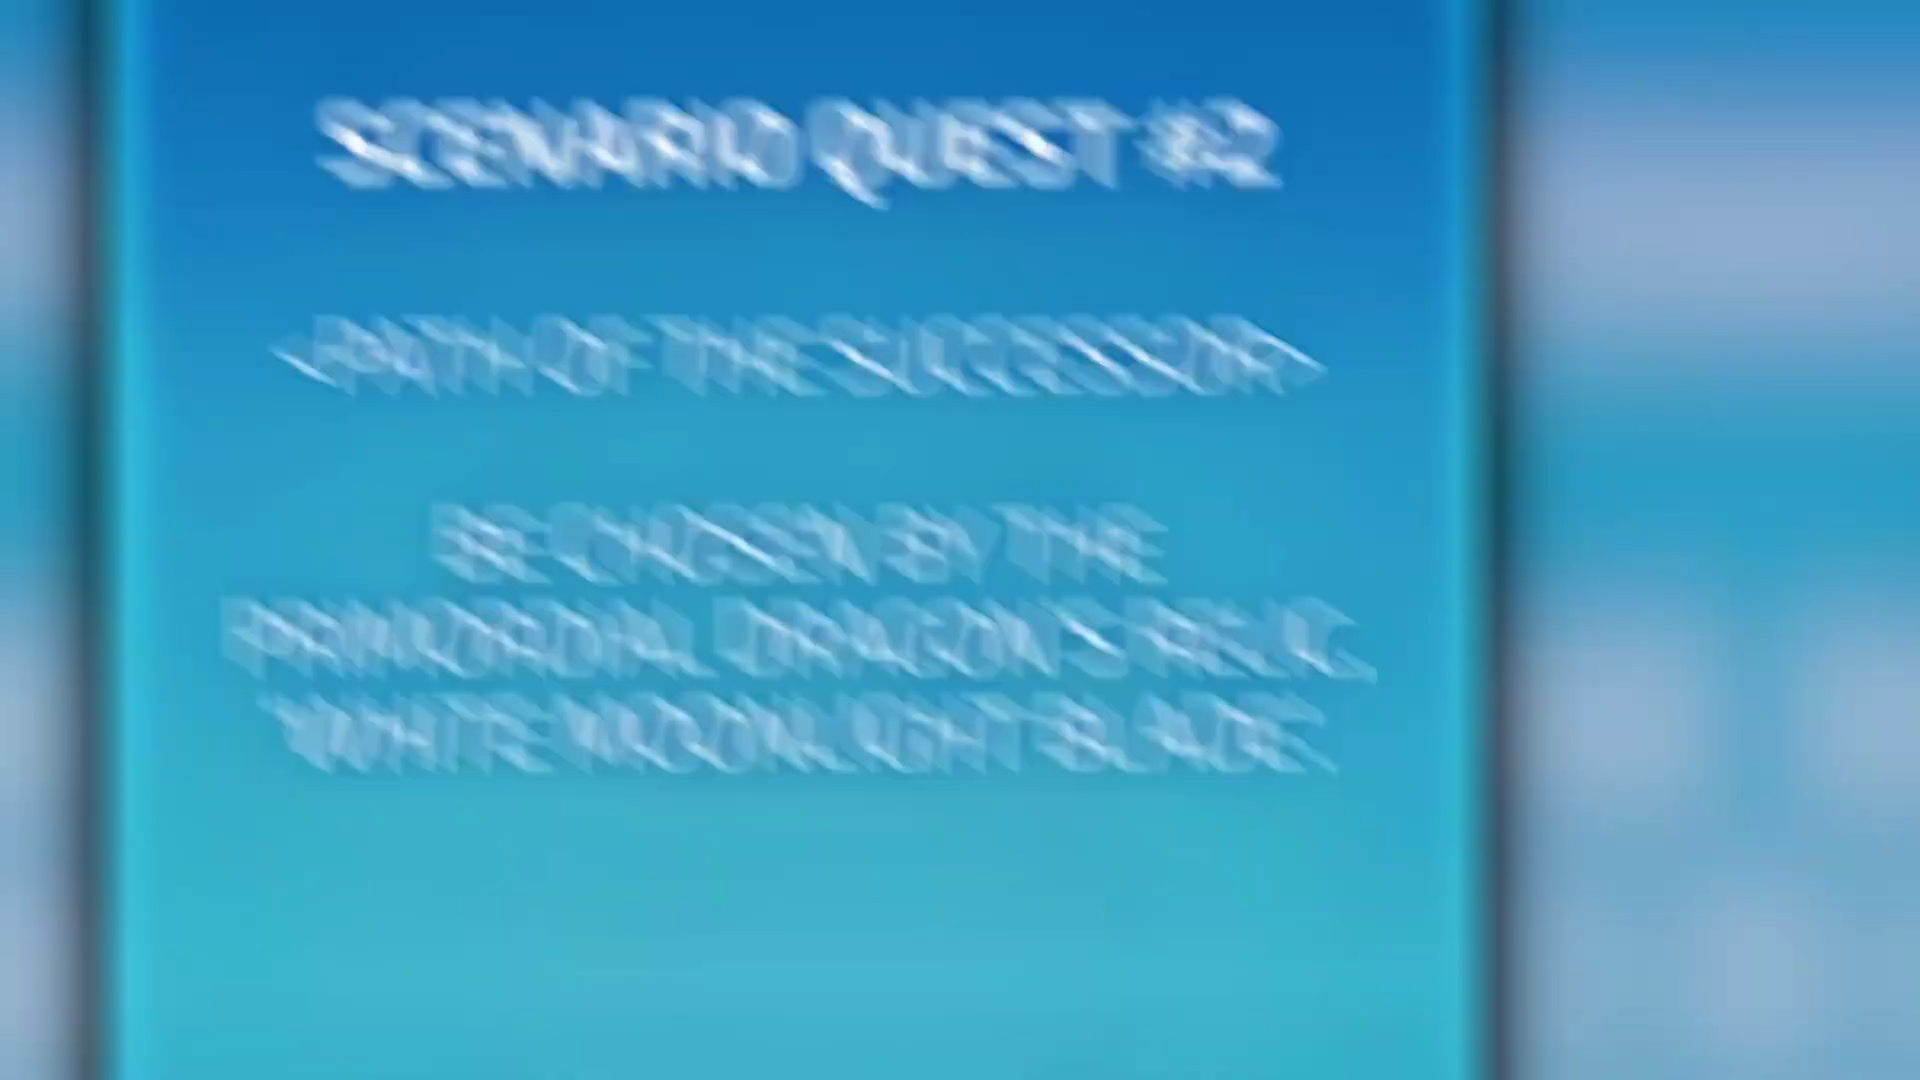 SCENARIO QUEST #2
<PATH OF THE SUCCESSOR>
BE CHOSEN BY THE
PRIMORDIAL DRAGON'S RELIC,
'WHITE MOONLIGHT BLADE.'